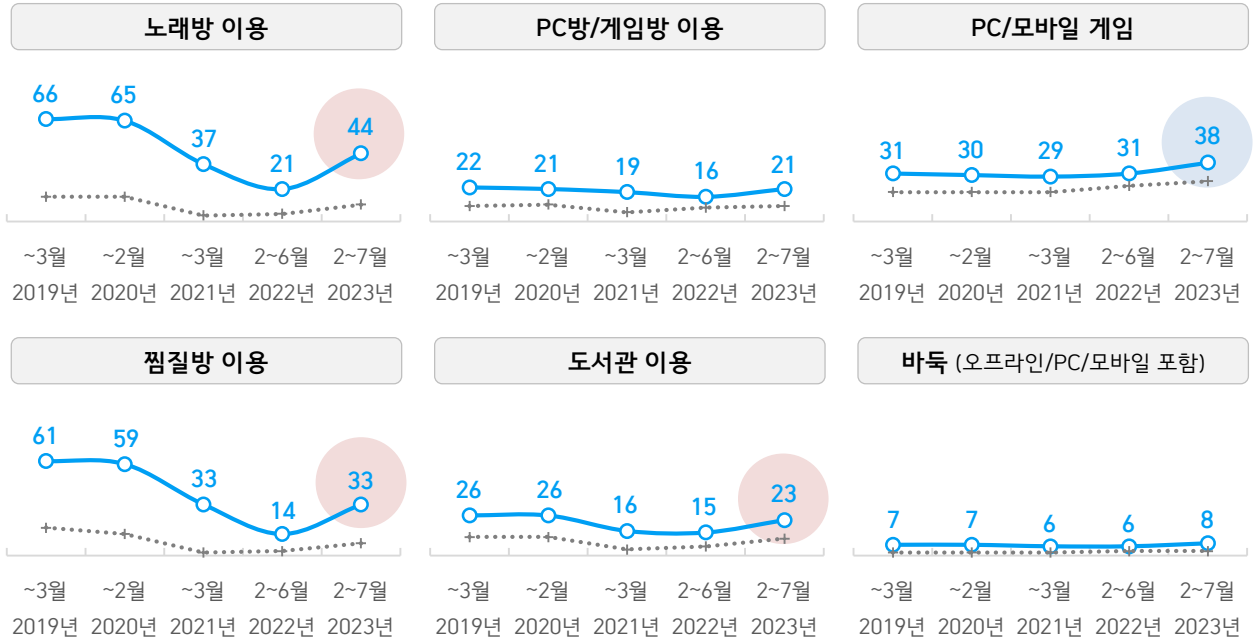 노래방 이용
66 65 37 21 44
~3월 ~2월 ~3월 2~6월 2~7월
2019년 2020년 2021년 2022년 2023년
PC방/게임방 이용
22 21 19 16 21
~3월 ~2월 ~3월 2~6월 2~7월
2019년 2020년 2021년 2022년 2023년
PC/모바일 게임
31 30 29 31 38
~3월 ~2월 ~3월 2~6월 2~7월
2019년 2020년 2021년 2022년 2023년
찜질방 이용
61 59 33 14 33
~3월 ~2월 ~3월 2~6월 2~7월
2019년 2020년 2021년 2022년 2023년
도서관 이용
26 26 16 15 23
~3월 ~2월 ~3월 2~6월 2~7월
2019년 2020년 2021년 2022년 2023년
바둑 (오프라인/PC/모바일 포함)
7 7 6 6 8
~3월 ~2월 ~3월 2~6월 2~7월
2019년 2020년 2021년 2022년 2023년